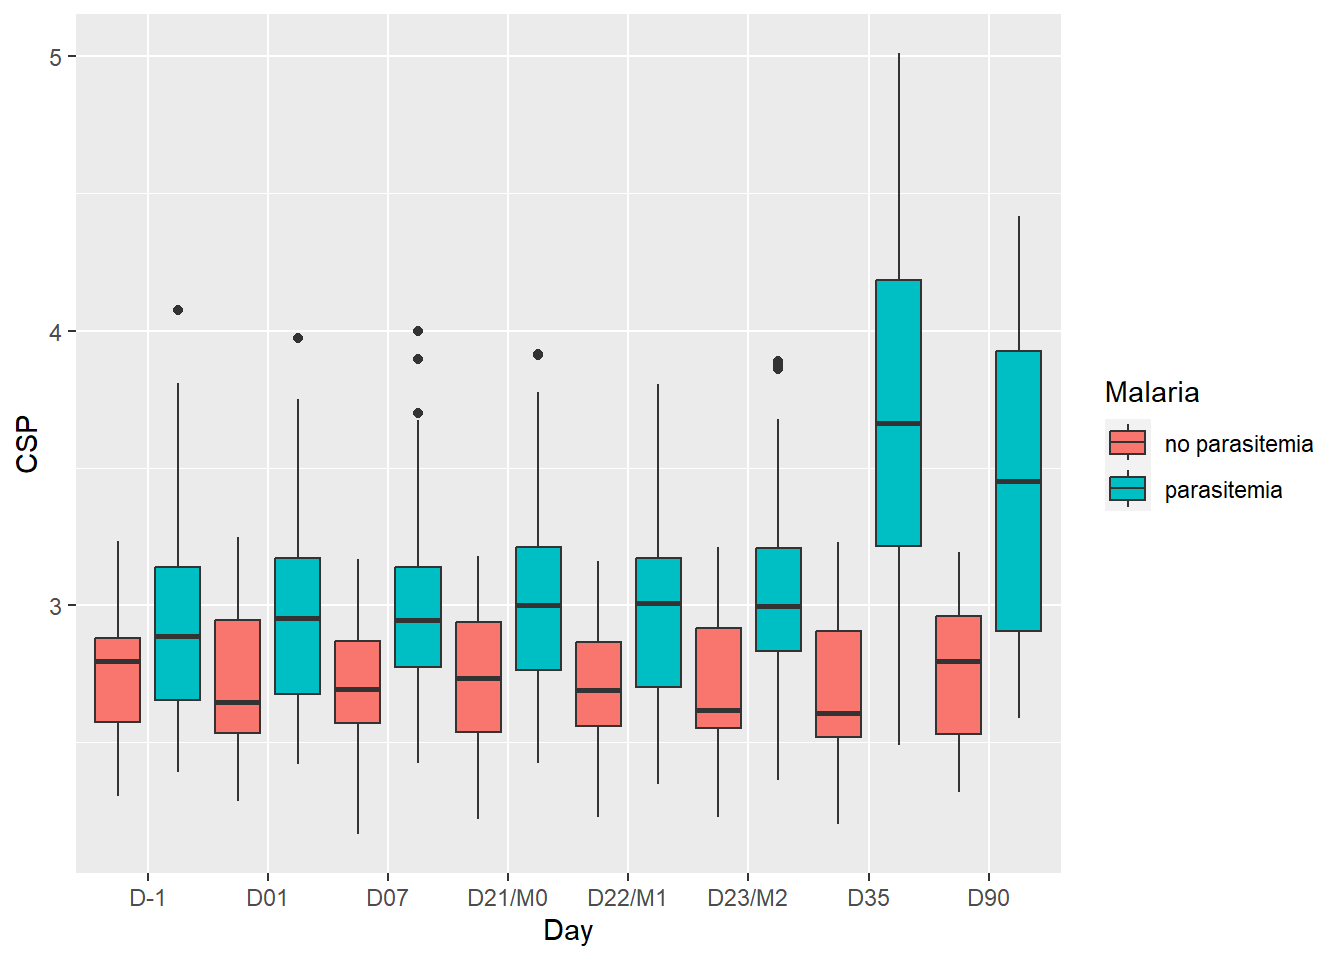 5
4
3
CSP
D-1 D01 D07 D21/M0 D22/M1 D23/M2 D35 D90
Day
Malaria
no parasitemia
parasitemia